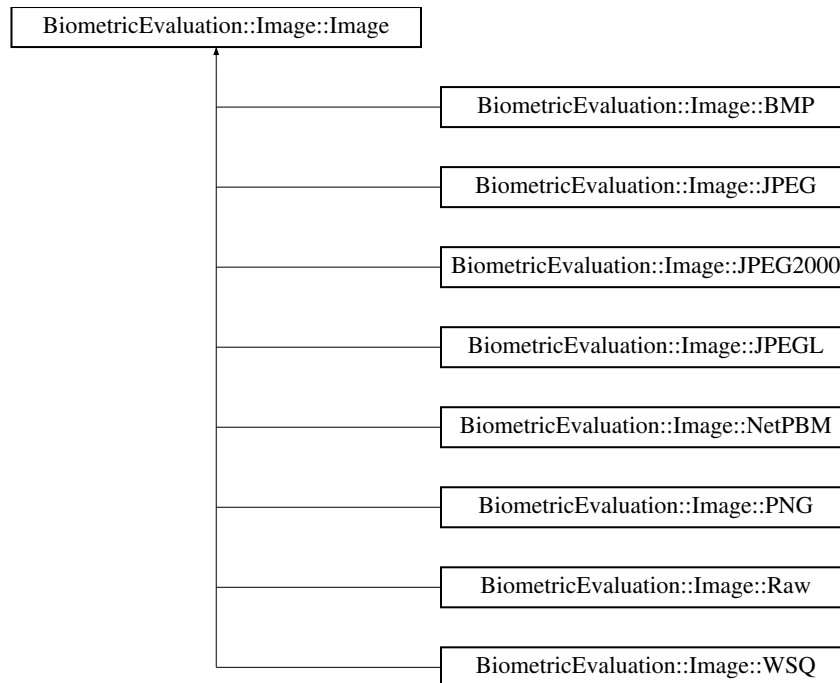 BiometricEvaluation::Image::Image
BiometricEvaluation::Image::BMP
BiometricEvaluation::Image::JPEG
BiometricEvaluation::Image::JPEG2000
BiometricEvaluation::Image::JPEGL
BiometricEvaluation::Image::NetPBM
BiometricEvaluation::Image::PNG
BiometricEvaluation::Image::Raw
BiometricEvaluation::Image::WSQ